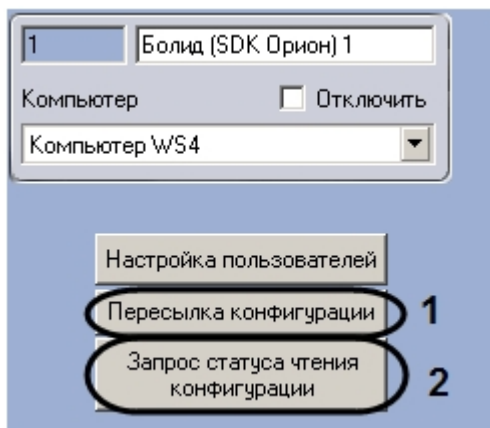 1 Болид (SDK Орион) 1
Компьютер Отключить
Компьютер WS4
Настройка пользователей
Пересылка конфигурации 1
Запрос статуса чтения
конфигурации 2